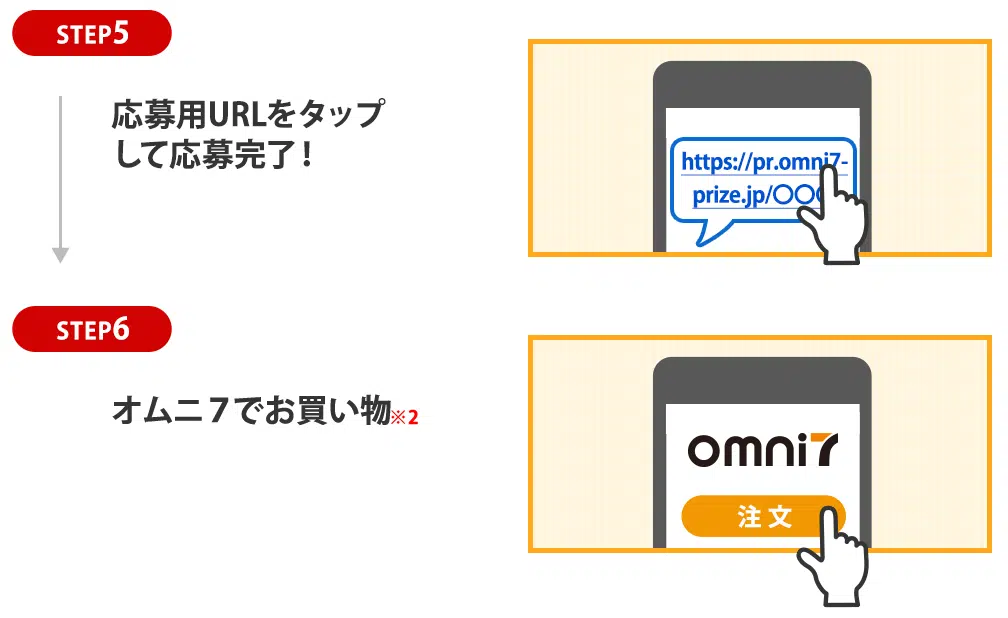 STEP5
応募用URLをタップ
して応募完了！
https://pr.omni7-
prize.jp/〇〇〇
STEP6
オムニ７でお買い物※2
omni7
注文